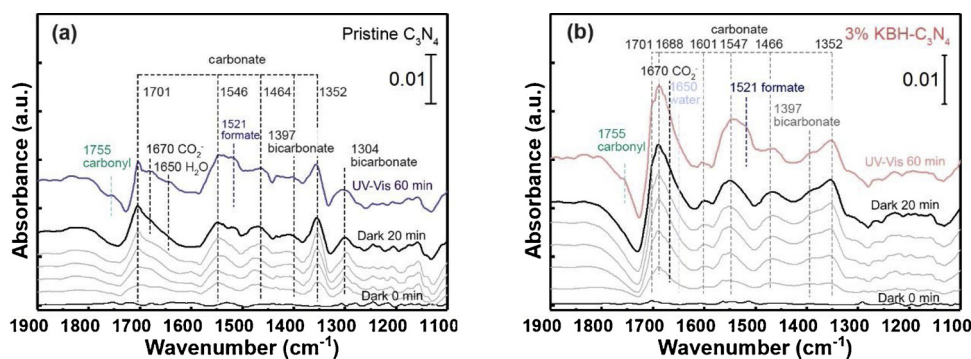 (a)
Pristine C3N4
carbonate
0.01
1701
1546
1464
1352
1755
carbonyl
1670 CO2-
1650 H2O
1521
formate
1397
bicarbonate
1304
bicarbonate
UV-Vis 60 min
Dark 20 min
Dark 0 min
Absorbance (a.u.)
1900 1800 1700 1600 1500 1400 1300 1200 1100
Wavenumber (cm-1)
(b)
3% KBH-C3N4
carbonate
1701 1688 1601 1547 1466 1352
0.01
1670 CO2-
1650
water
1521 formate
1397
bicarbonate
1755
carbonyl
UV-Vis 60 min
Dark 20 min
Dark 0 min
Absorbance (a.u.)
1900 1800 1700 1600 1500 1400 1300 1200 1100
Wavenumber (cm-1)